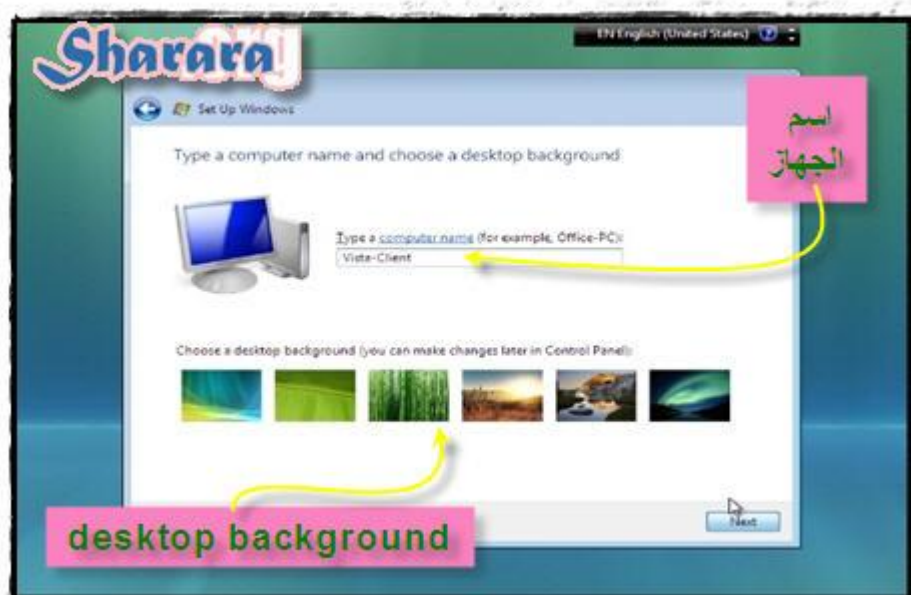 Sharara.org
EN English (United States)
Set Up Windows
اسم
الجهاز
Type a computer name and choose a desktop background
Type a computer name (for example, Office-PC):
Vista-Client
Choose a desktop background (you can make changes later in Control Panel):
desktop background
Next